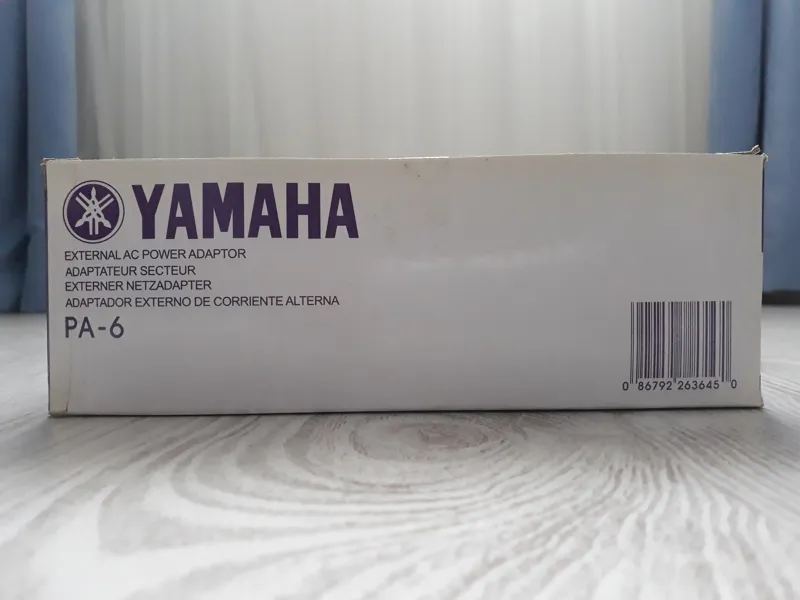 YAMAHA
EXTERNAL AC POWER ADAPTOR
ADAPTATEUR SECTEUR
EXTERNER NETZADAPTER
ADAPTADOR EXTERNO DE CORRIENTE ALTERNA
PA-6
0 86792 263645 0